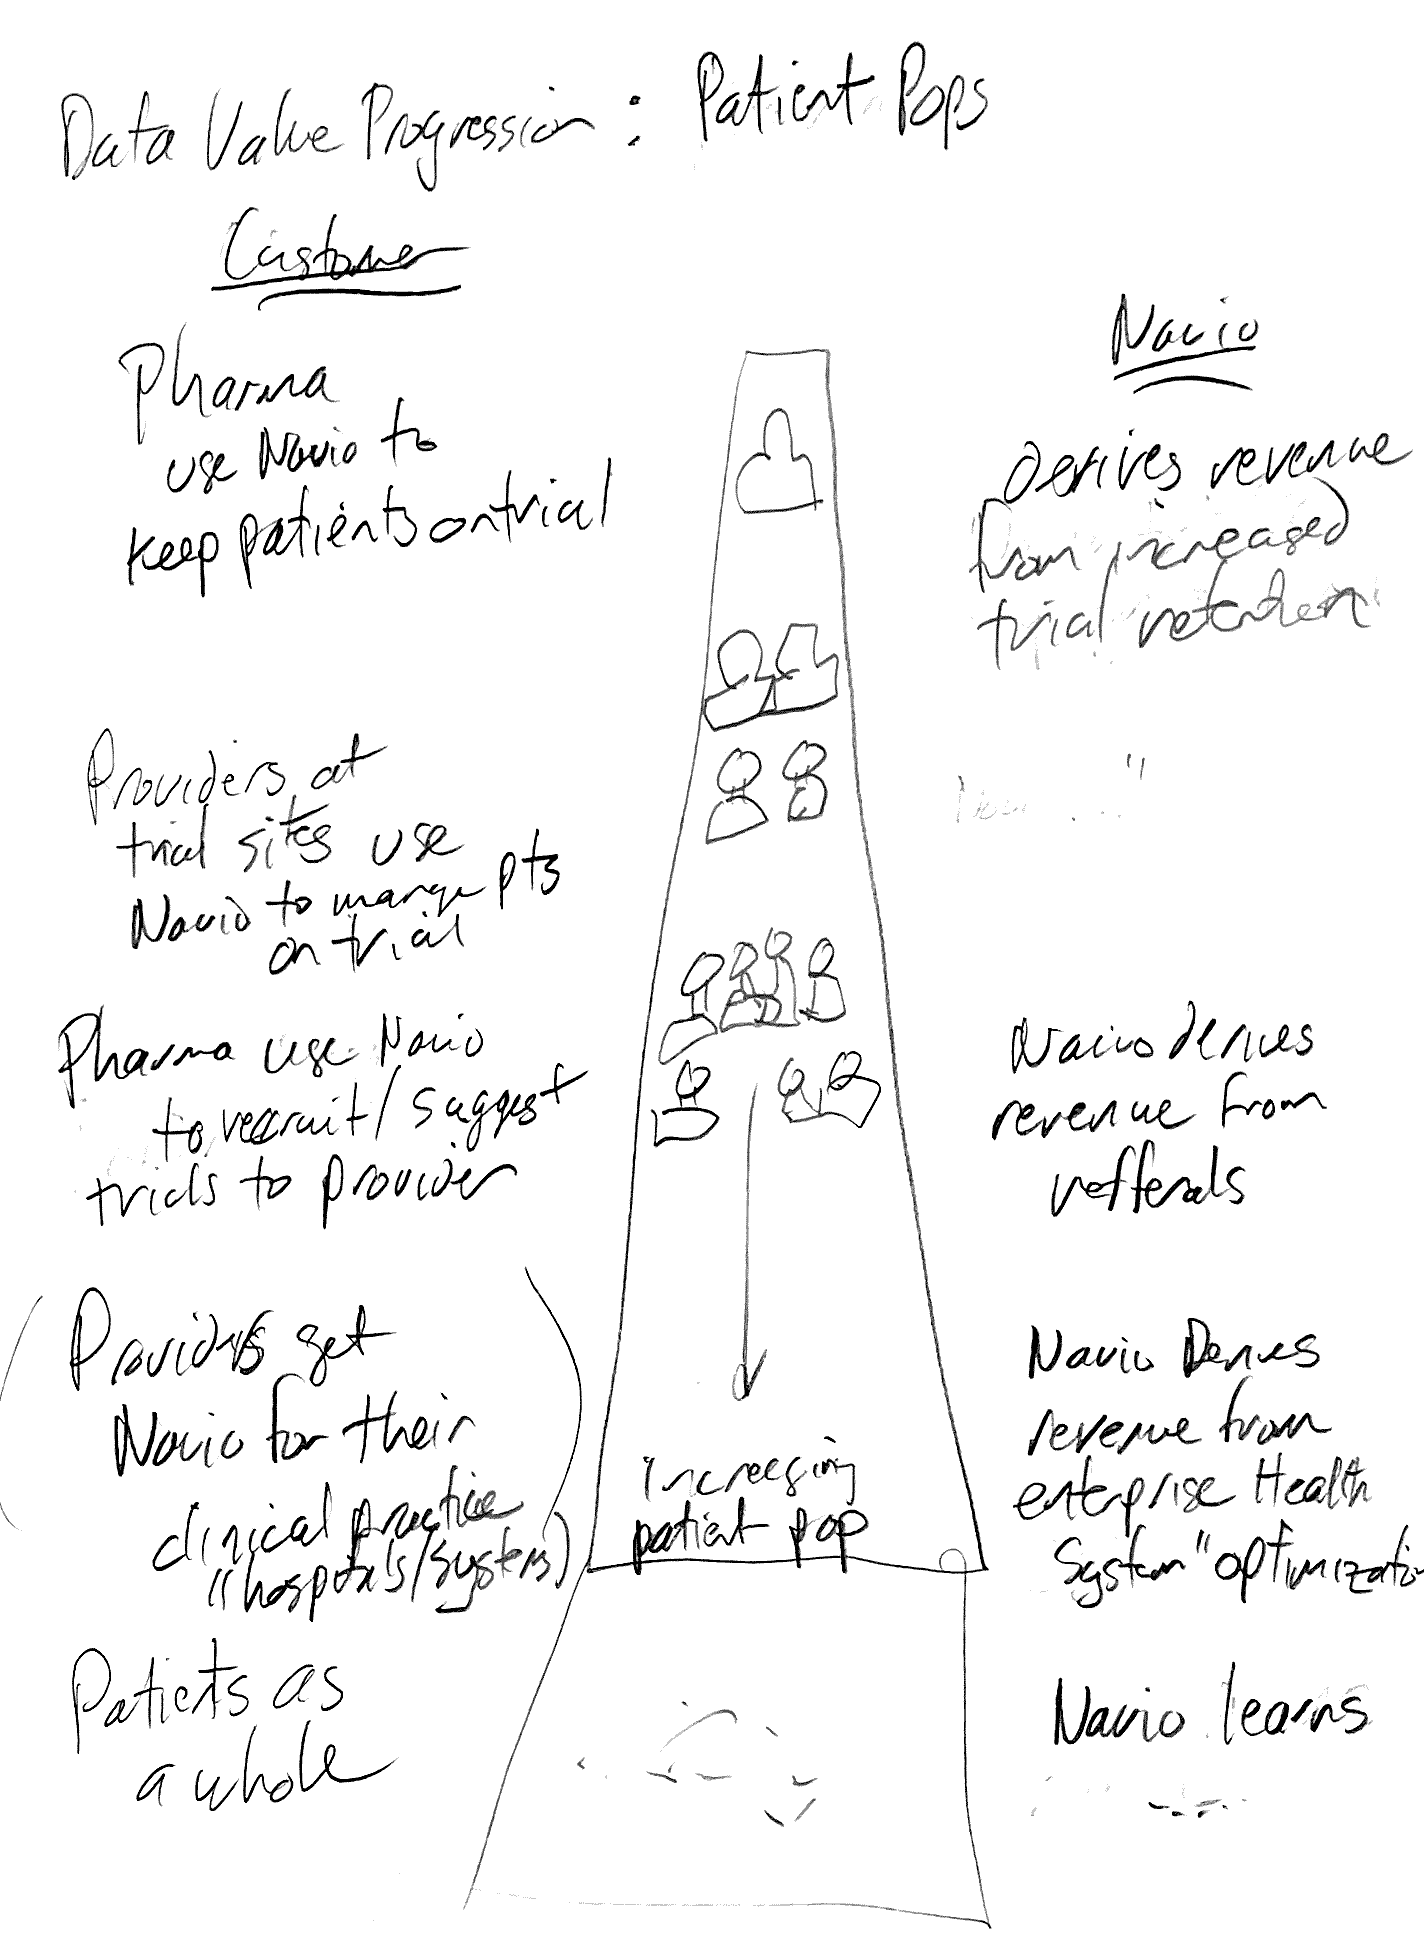 Data Value Progression : Patient Pops
Customer
Navio
Pharma
use Navio to
keep patients on trial
Derives revenue
from increased
trial retention
Providers at
trial sites use
Navio to manage pts
on trial
Pharma use Navio
to recruit/suggest
trials to provider
Navio derives
revenue from
refferals
(Providers get
Navio for their
clinical practice
"hospitals/systems)
increasing
patient pop
Navio Derives
revenue from
enterprise Health
System "optimization
Patients as
a whole
Navio learns